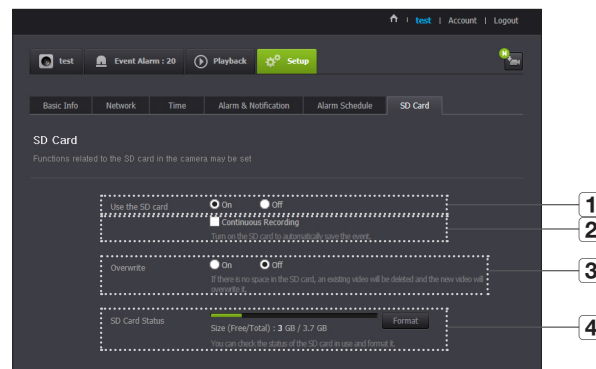 test | Account | Logout
test Event Alarm : 20 Playback Setup
Basic Info Network Time Alarm & Notification Alarm Schedule SD Card
SD Card
Functions related to the SD card in the camera may be set
Use the SD card On Off
1
Continuous Recording
2
Turn on the SD card to automatically save the event.
Overwrite On Off
3
If there is no space in the SD card, an existing video will be deleted and the new video will
overwrite it.
SD Card Status Format
4
Size (Free/Total) : 3 GB / 3.7 GB
You can check the status of the SD card in use and format it.